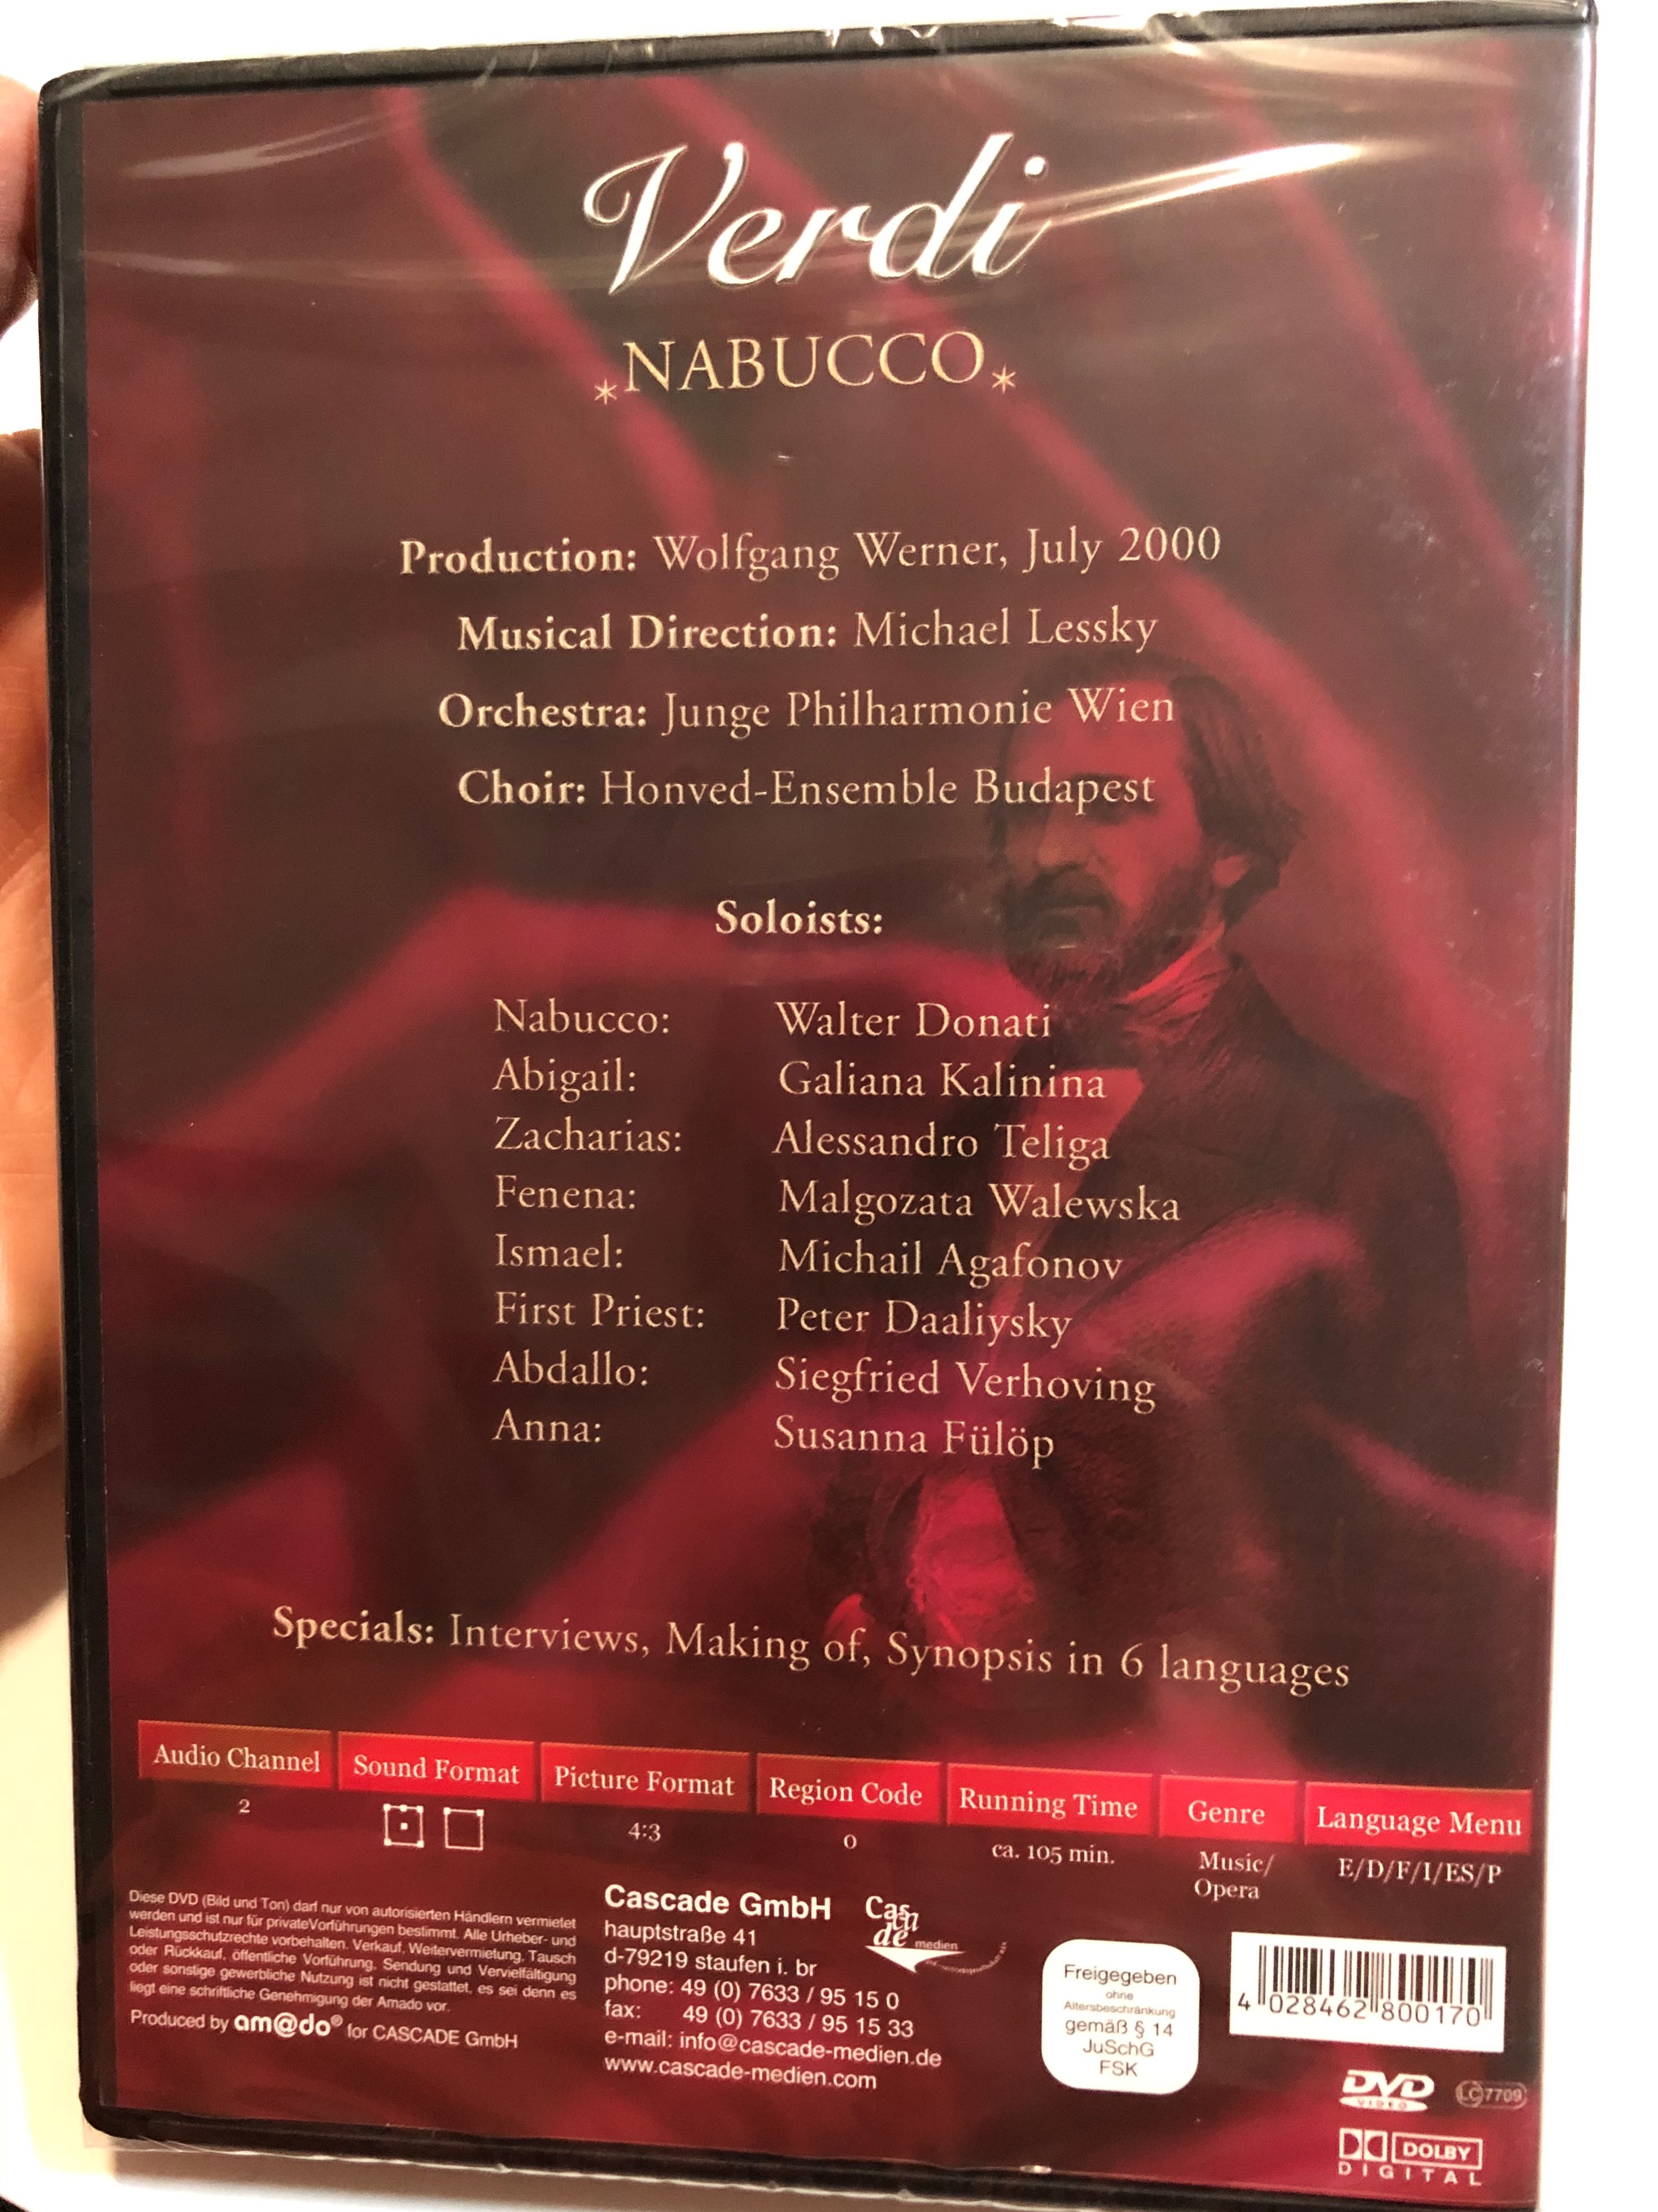 Verdi
*NABUCCO*
Production: Wolfgang Werner, July 2000
Musical Direction: Michael Lessky
Orchestra: Junge Philharmonie Wien
Choir: Honved-Ensemble Budapest
Soloists:
Nabucco: Walter Donati
Abigail: Galiana Kalinina
Zacharias: Alessandro Teliga
Fenena: Malgozata Walewska
Ismael: Michail Agafonov
First Priest: Peter Daaliysky
Abdallo: Siegfried Verhoving
Anna: Susanna Fülöp
Specials: Interviews, Making of, Synopsis in 6 languages
Audio Channel Sound Format Picture Format Region Code Running Time Genre Language Menu
2 4:3 0 ca. 105 min. Music/ E/D/F/I/ES/P
Opera
Diese DVD (Bild und Ton) darf nur von autorisierten Händlern vermietet
werden und ist nur für privateVorführungen bestimmt. Alle Urheber- und
Leistungsschutzrechte vorbehalten. Verkauf, Weitervermietung, Tausch
oder Rückkauf, öffentliche Vorführung, Sendung und Vervielfältigung
oder sonstige gewerbliche Nutzung ist nicht gestattet, es sei denn es
liegt eine schriftliche Genehmigung der Amado vor.
Produced by am@do® for CASCADE GmbH
Cascade GmbH
hauptstraße 41
d-79219 staufen i. br
phone: 49 (0) 7633 / 95 15 0
fax: 49 (0) 7633 / 95 15 33
e-mail: info@cascade-medien.de
www.cascade-medien.com
Cas
de medien
Freigegeben
ohne
Altersbeschränkung
gemäß § 14
JuSchG
FSK
4 028462 800170
DVD
VIDEO
LC 7709
DOLBY
DIGITAL